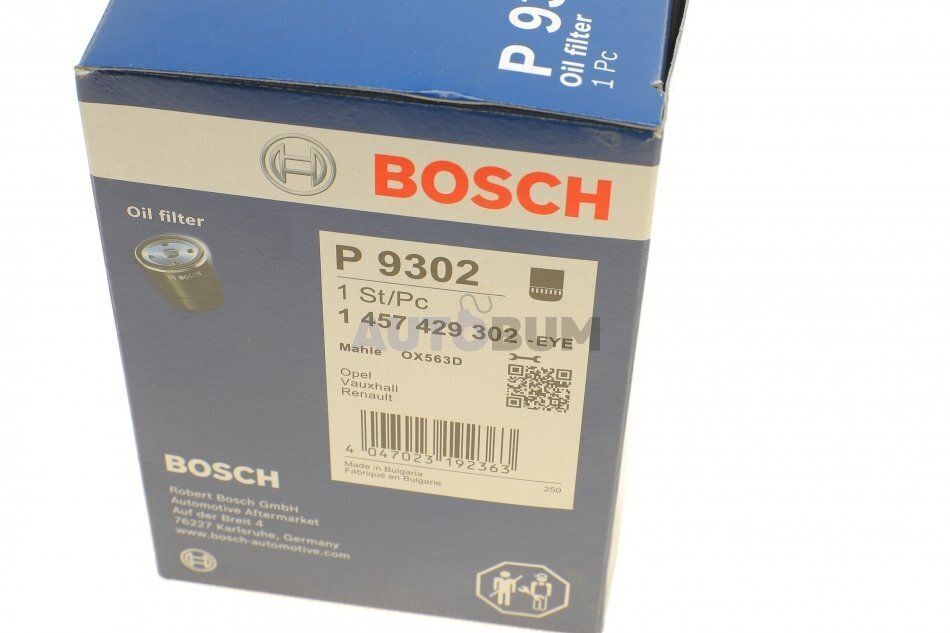 P 93
Oil filter
1 Pc
BOSCH
Oil filter
BOSCH
P 9302
1 St/Pc
1 457 429 302 -EYE
AUTOBUM
Mahle OX563D
Opel
Vauxhall
Renault
4 047023 192363
Made in Bulgaria
Fabriqué en Bulgarie
250
BOSCH
Robert Bosch GmbH
Automotive Aftermarket
Auf der Breit 4
76227 Karlsruhe, Germany
www.bosch-automotive.com